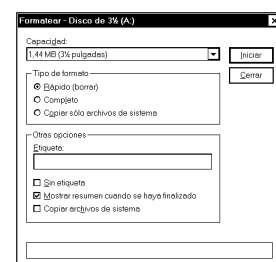 Formatear - Disco de 3½ (A:)
Capacidad:
1,44 MB (3½ pulgadas)
Iniciar
Cerrar
Tipo de formato
Rápido (borrar)
Completo
Copiar sólo archivos de sistema
Otras opciones
Etiqueta:
Sin etiqueta
Mostrar resumen cuando se haya finalizado
Copiar archivos de sistema